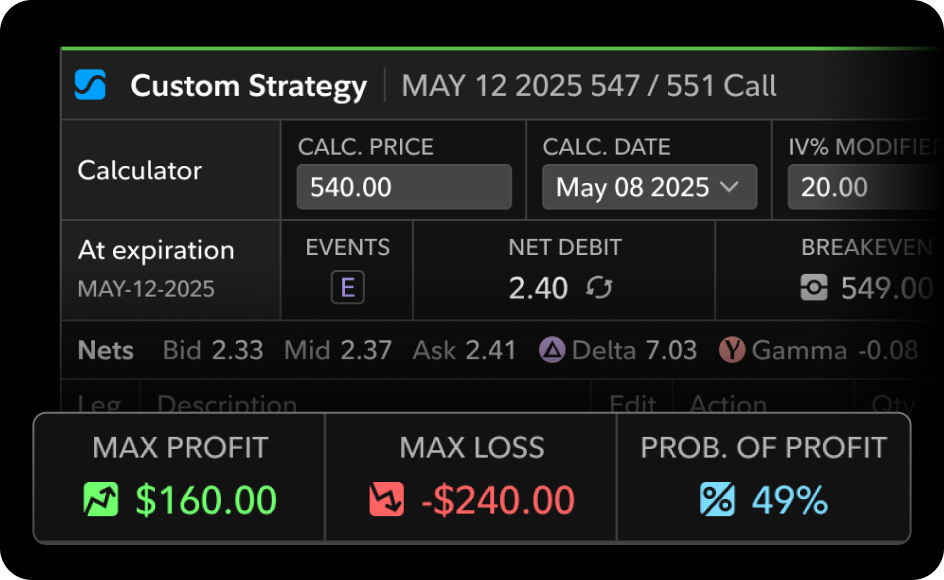 Custom Strategy MAY 12 2025 547 / 551 Call
Calculator
CALC. PRICE CALC. DATE IV% MODIFIER
540.00 May 08 2025 20.00
At expiration
MAY-12-2025
EVENTS NET DEBIT BREAKEVEN
E 2.40 549.00
Nets Bid 2.33 Mid 2.37 Ask 2.41 Delta 7.03 Gamma -0.08
Leg Description Edit Action Qty
MAX PROFIT MAX LOSS PROB. OF PROFIT
$160.00 -$240.00 49%